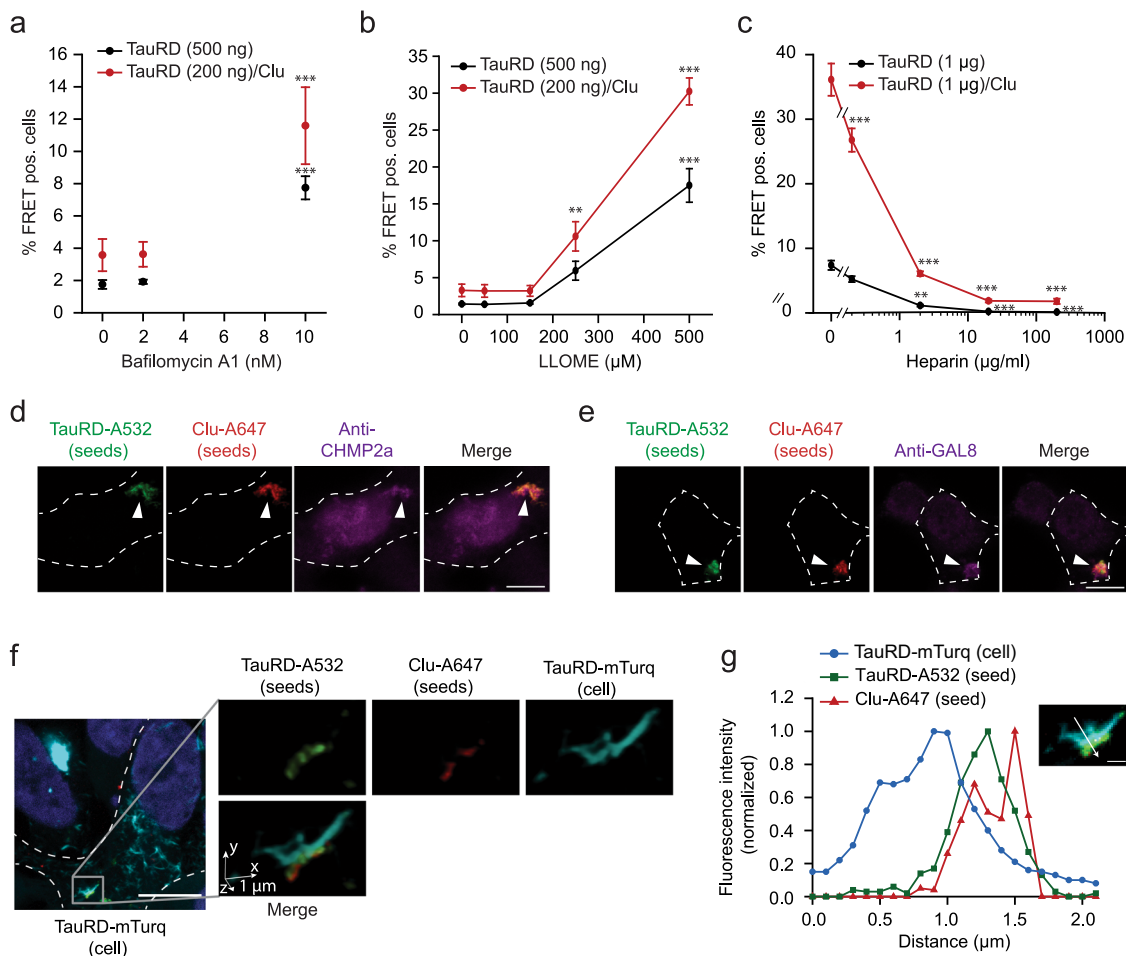 a
TauRD (500 ng)
TauRD (200 ng)/Clu
% FRET pos. cells
16
14
12
10
8
6
4
2
0
***
***
0 2 4 6 8 10
Bafilomycin A1 (nM)
b
TauRD (500 ng)
TauRD (200 ng)/Clu
% FRET pos. cells
35
30
25
20
15
10
5
0
**
***
***
0 100 200 300 400 500
LLOME (µM)
c
TauRD (1 µg)
TauRD (1 µg)/Clu
% FRET pos. cells
40
30
20
10
0
//
//
//
//
***
***
**
***
***
***
***
0 1 10 100 1000
Heparin (µg/ml)
d
TauRD-A532
(seeds)
Clu-A647
(seeds)
Anti-
CHMP2a
Merge
e
TauRD-A532
(seeds)
Clu-A647
(seeds)
Anti-GAL8
Merge
f
TauRD-A532
(seeds)
Clu-A647
(seeds)
TauRD-mTurq
(cell)
y
x
z
1 µm
Merge
TauRD-mTurq
(cell)
g
TauRD-mTurq (cell)
TauRD-A532 (seed)
Clu-A647 (seed)
Fluorescence intensity
(normalized)
1.2
1.0
0.8
0.6
0.4
0.2
0.0
0.0 0.5 1.0 1.5 2.0
Distance (µm)